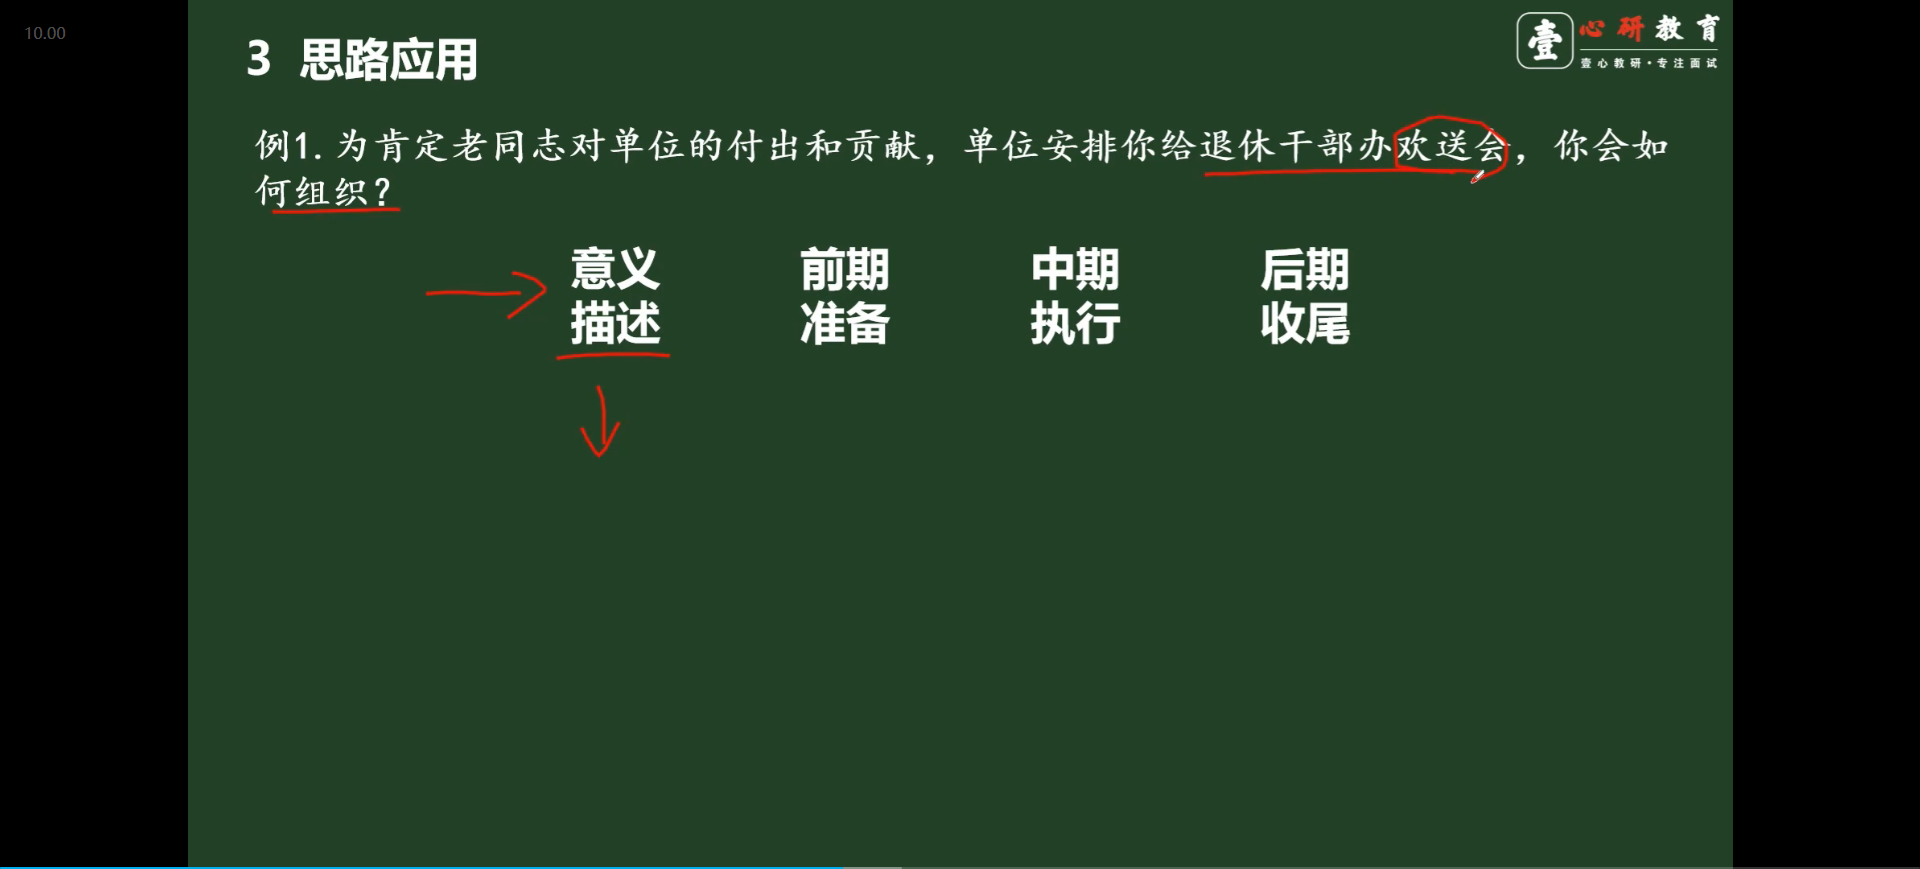 10.00
3 思路应用
壹 心研教育
壹心教研·专注面试
例1.为肯定老同志对单位的付出和贡献，单位安排你给退休干部办欢送会，你会如
何组织？
意义 前期 中期 后期
描述 准备 执行 收尾